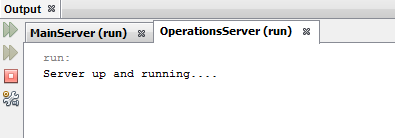 Output
MainServer (run)
OperationsServer (run)
run:
Server up and running....